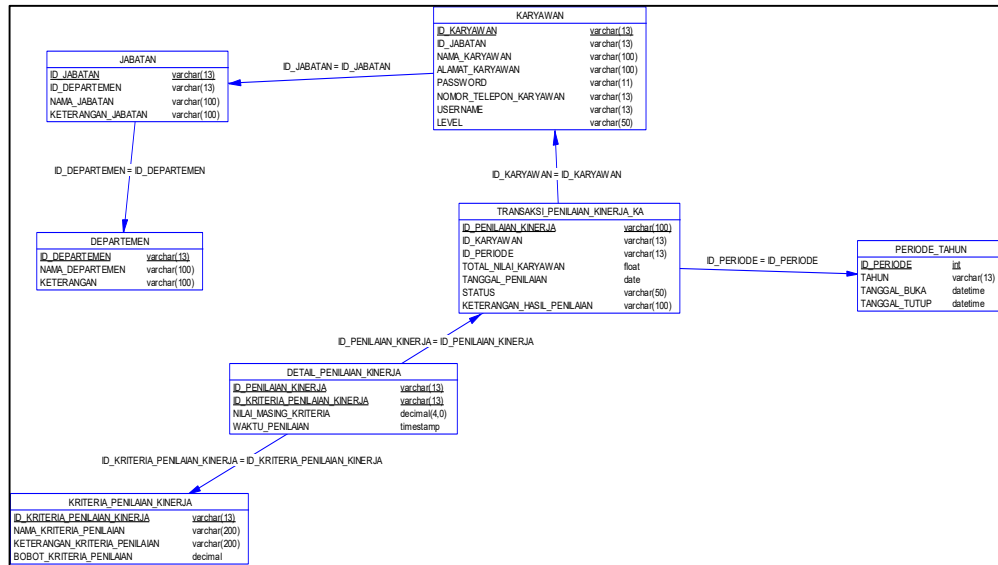 KARYAWAN
ID_KARYAWAN varchar(13)
ID_JABATAN varchar(13)
NAMA_KARYAWAN varchar(100)
ALAMAT_KARYAWAN varchar(100)
PASSWORD varchar(11)
NOMOR_TELEPON_KARYAWAN varchar(13)
USERNAME varchar(13)
LEVEL varchar(50)
JABATAN
ID_JABATAN varchar(13)
ID_DEPARTEMEN varchar(13)
NAMA_JABATAN varchar(100)
KETERANGAN_JABATAN varchar(100)
ID_JABATAN = ID_JABATAN
ID_DEPARTEMEN = ID_DEPARTEMEN
ID_KARYAWAN = ID_KARYAWAN
DEPARTEMEN
ID_DEPARTEMEN varchar(13)
NAMA_DEPARTEMEN varchar(100)
KETERANGAN varchar(100)
TRANSAKSI_PENILAIAN_KINERJA_KA
ID_PENILAIAN_KINERJA varchar(100)
ID_KARYAWAN varchar(13)
ID_PERIODE varchar(13)
TOTAL_NILAI_KARYAWAN float
TANGGAL_PENILAIAN date
STATUS varchar(50)
KETERANGAN_HASIL_PENILAIAN varchar(100)
ID_PERIODE = ID_PERIODE
PERIODE_TAHUN
ID_PERIODE int
TAHUN varchar(13)
TANGGAL_BUKA datetime
TANGGAL_TUTUP datetime
ID_PENILAIAN_KINERJA = ID_PENILAIAN_KINERJA
DETAIL_PENILAIAN_KINERJA
ID_PENILAIAN_KINERJA varchar(13)
ID_KRITERIA_PENILAIAN_KINERJA varchar(13)
NILAI_MASING_KRITERIA decimal(4,0)
WAKTU_PENILAIAN timestamp
ID_KRITERIA_PENILAIAN_KINERJA = ID_KRITERIA_PENILAIAN_KINERJA
KRITERIA_PENILAIAN_KINERJA
ID_KRITERIA_PENILAIAN_KINERJA varchar(13)
NAMA_KRITERIA_PENILAIAN varchar(200)
KETERANGAN_KRITERIA_PENILAIAN varchar(200)
BOBOT_KRITERIA_PENILAIAN decimal